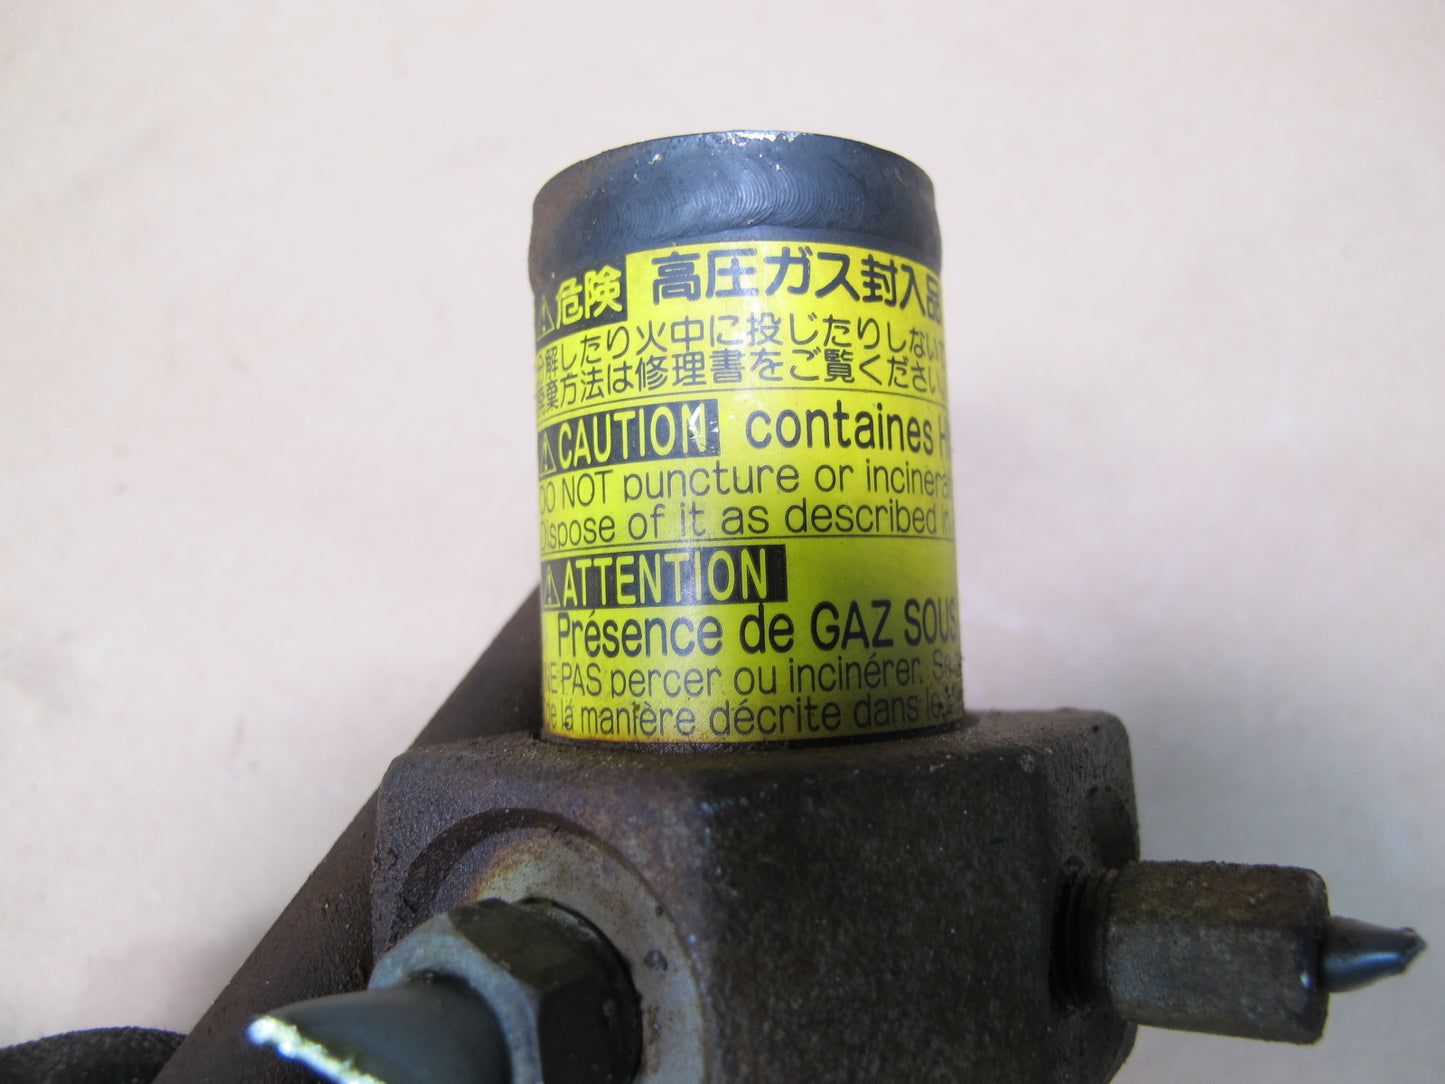 ⚠危険 高圧ガス封入品
分解したり火中に投じたりしない
廃棄方法は修理書をご覧ください
⚠CAUTION containes
DO NOT puncture or incinera
Dispose of it as described in
⚠ATTENTION
Présence de GAZ SOUS
NE PAS percer ou incinérer. Se
de la manière décrite dans le